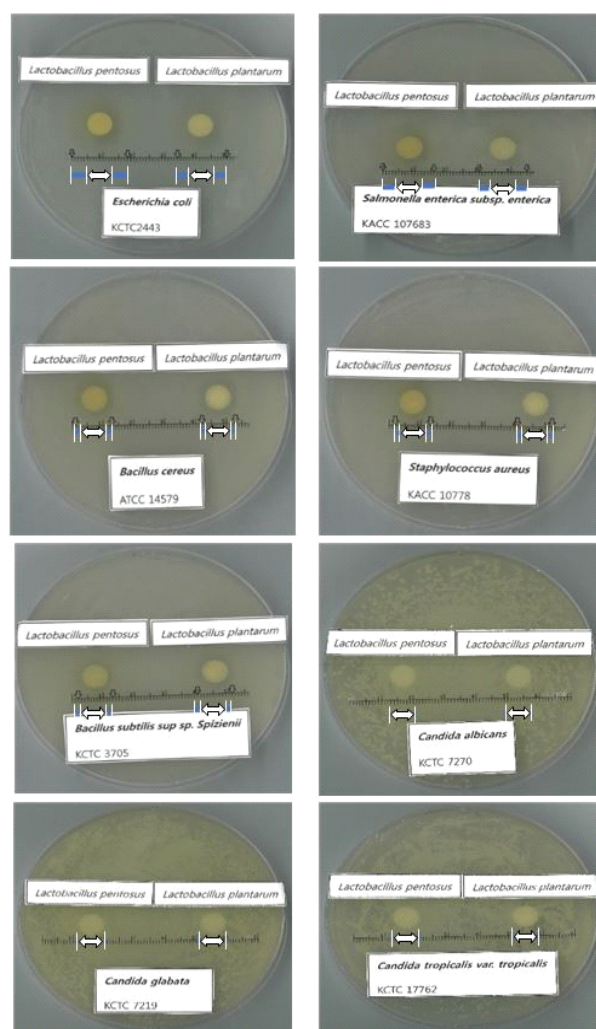 Lactobacillus pentosus
Lactobacillus plantarum
Escherichia coli
KCTC2443
Lactobacillus pentosus
Lactobacillus plantarum
Salmonella enterica subsp. enterica
KACC 107683
Lactobacillus pentosus
Lactobacillus plantarum
Bacillus cereus
ATCC 14579
Lactobacillus pentosus
Lactobacillus plantarum
Staphylococcus aureus
KACC 10778
Lactobacillus pentosus
Lactobacillus plantarum
Bacillus subtilis sup sp. Spizienii
KCTC 3705
Lactobacillus pentosus
Lactobacillus plantarum
Candida albicans
KCTC 7270
Lactobacillus pentosus
Lactobacillus plantarum
Candida glabata
KCTC 7219
Lactobacillus pentosus
Lactobacillus plantarum
Candida tropicalis var. tropicalis
KCTC 17762